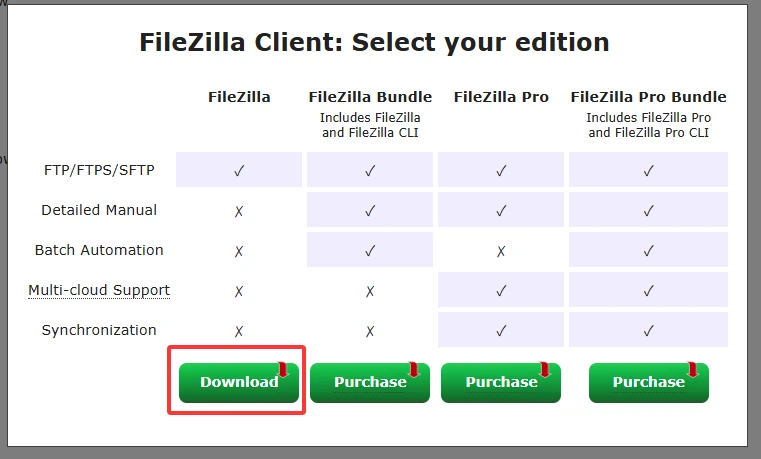 FileZilla Client: Select your edition
FileZilla
FileZilla Bundle
Includes FileZilla
and FileZilla CLI
FileZilla Pro
FileZilla Pro Bundle
Includes FileZilla Pro
and FileZilla Pro CLI
FTP/FTPS/SFTP ✓ ✓ ✓ ✓
Detailed Manual ✗ ✓ ✓ ✓
Batch Automation ✗ ✓ ✗ ✓
Multi-cloud Support ✗ ✗ ✓ ✓
Synchronization ✗ ✗ ✓ ✓
Download Purchase Purchase Purchase